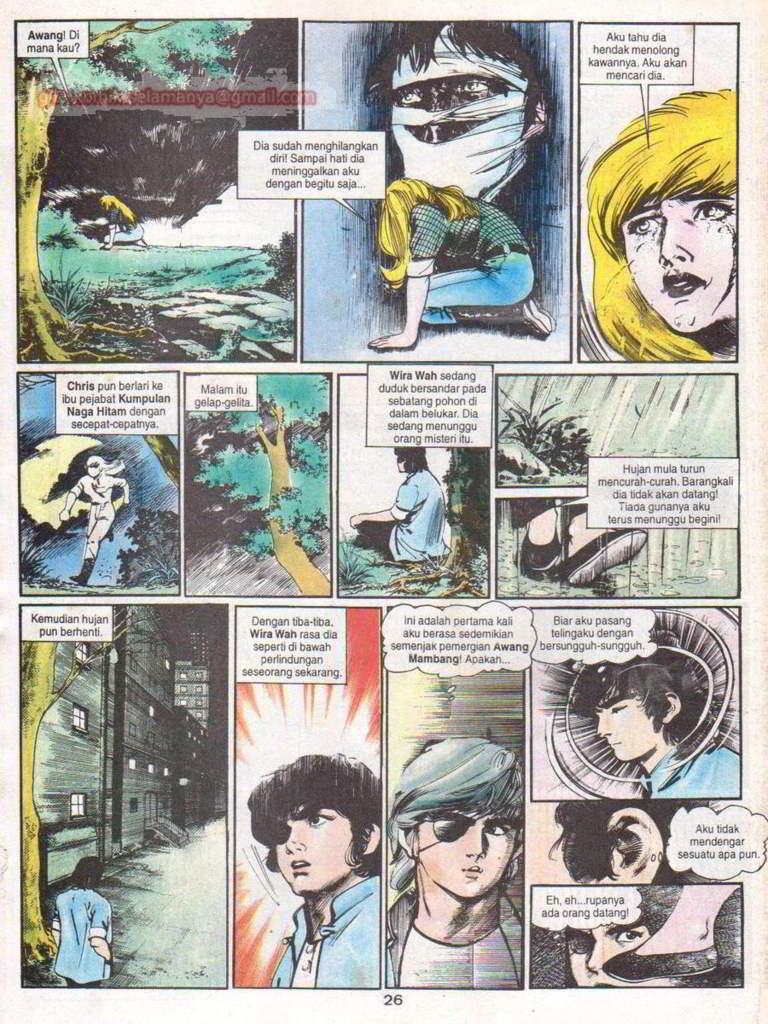 Awang! Di
mana kau?
Dia sudah menghilangkan
diri! Sampai hati dia
meninggalkan aku
dengan begitu saja...
Aku tahu dia
hendak menolong
kawannya. Aku akan
mencari dia.
Chris pun berlari ke
ibu pejabat Kumpulan
Naga Hitam dengan
secepat-cepatnya.
Malam itu
gelap-gelita.
Wira Wah sedang
duduk bersandar pada
sebatang pohon di
dalam belukar. Dia
sedang menunggu
orang misteri itu.
Hujan mula turun
mencurah-curah. Barangkali
dia tidak akan datang!
Tiada gunanya aku
terus menunggu begini!
Kemudian hujan
pun berhenti.
Dengan tiba-tiba,
Wira Wah rasa dia
seperti di bawah
perlindungan
seseorang sekarang.
Ini adalah pertama kali
aku berasa sedemikian
semenjak pemergian Awang
Mambang! Apakan...
Biar aku pasang
telingaku dengan
bersungguh-sungguh.
Aku tidak
mendengar
sesuatu apa pun.
Eh, eh...rupanya
ada orang datang!
26